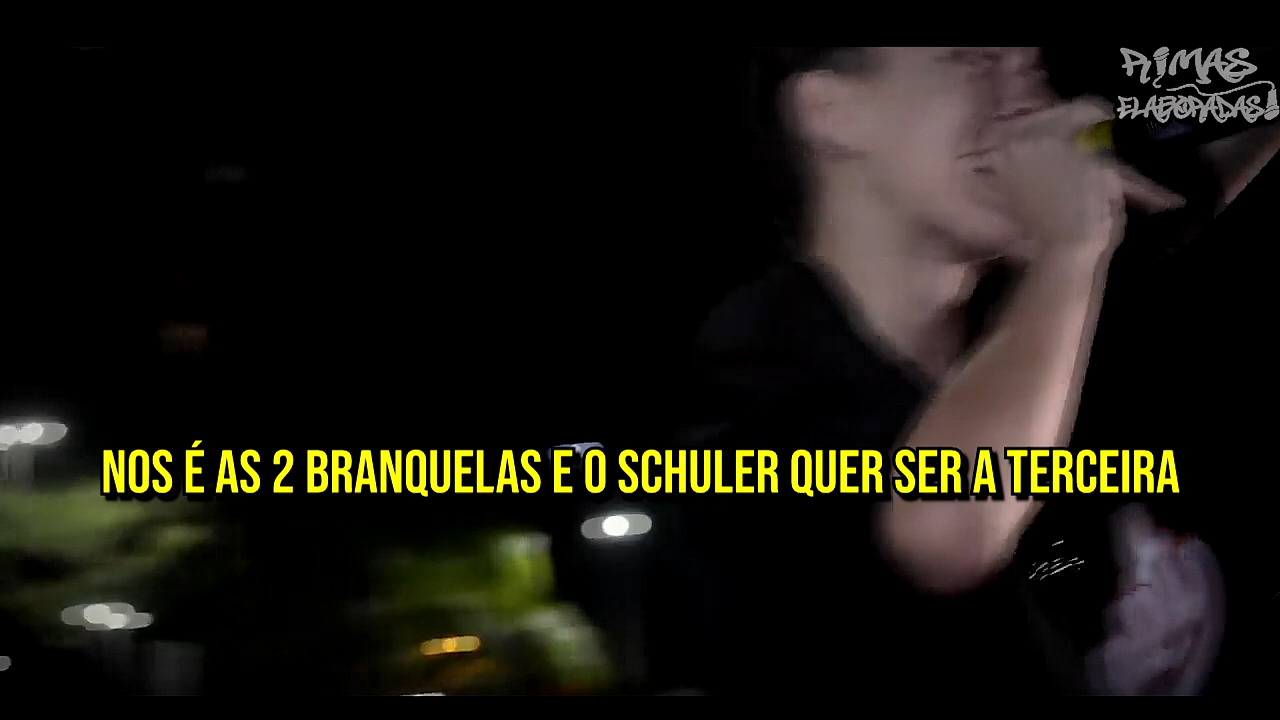 RIMAS
ELABORADAS!
NOS É AS 2 BRANQUELAS E O SCHULER QUER SER A TERCEIRA